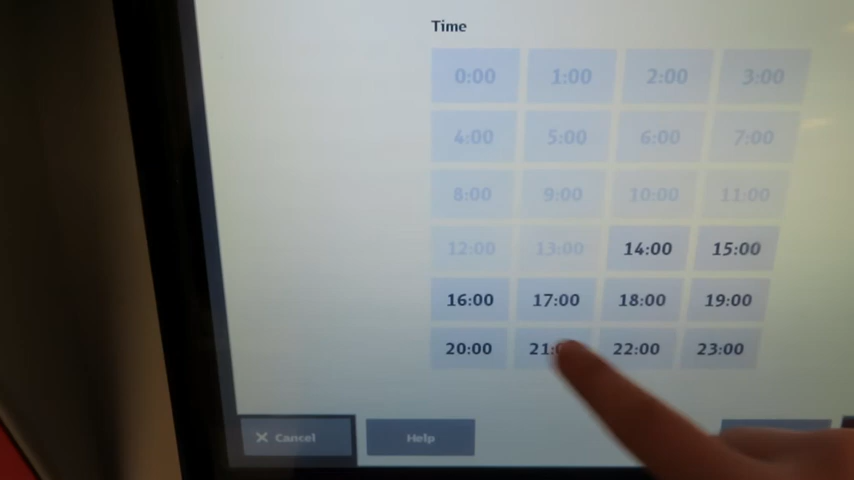 Time
0:00 1:00 2:00 3:00
4:00 5:00 6:00 7:00
8:00 9:00 10:00 11:00
12:00 13:00 14:00 15:00
16:00 17:00 18:00 19:00
20:00 22:00 23:00
Cancel Help